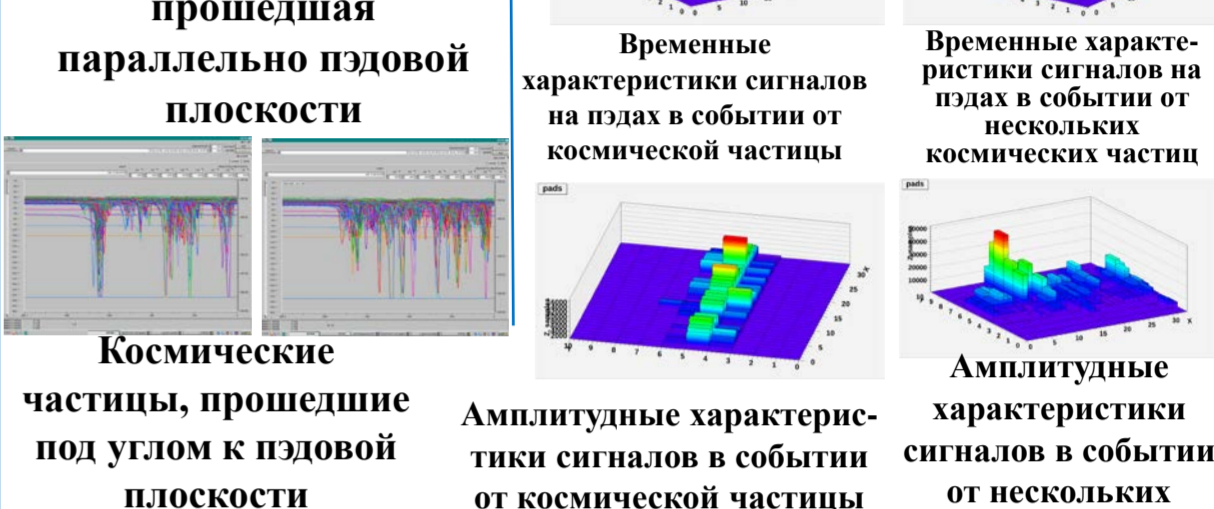 прошедшая
параллельно пэдовой
плоскости
Космические
частицы, прошедшие
под углом к пэдовой
плоскости
Временные
характеристики сигналов
на пэдах в событии от
космической частицы
pads
Амплитудные характерис-
тики сигналов в событии
от космической частицы
Временные характе-
ристики сигналов на
пэдах в событии от
нескольких
космических частиц
pads
Амплитудные
характеристики
сигналов в событии
от нескольких